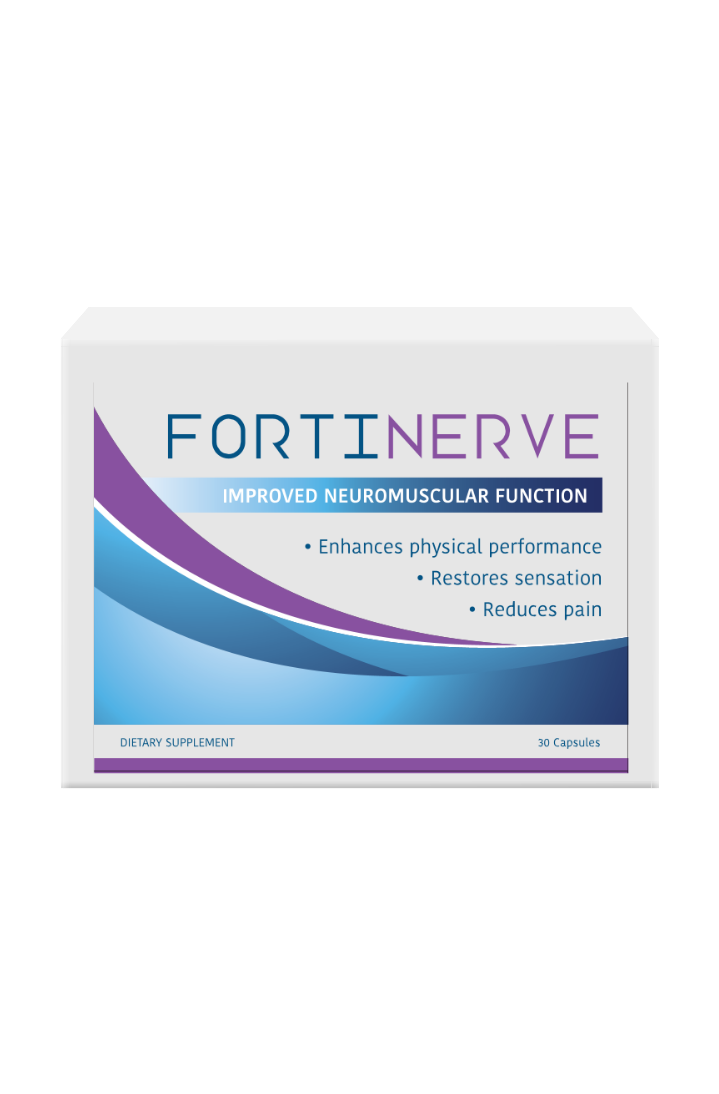 FORTINERVE
IMPROVED NEUROMUSCULAR FUNCTION
• Enhances physical performance
• Restores sensation
• Reduces pain
DIETARY SUPPLEMENT
30 Capsules